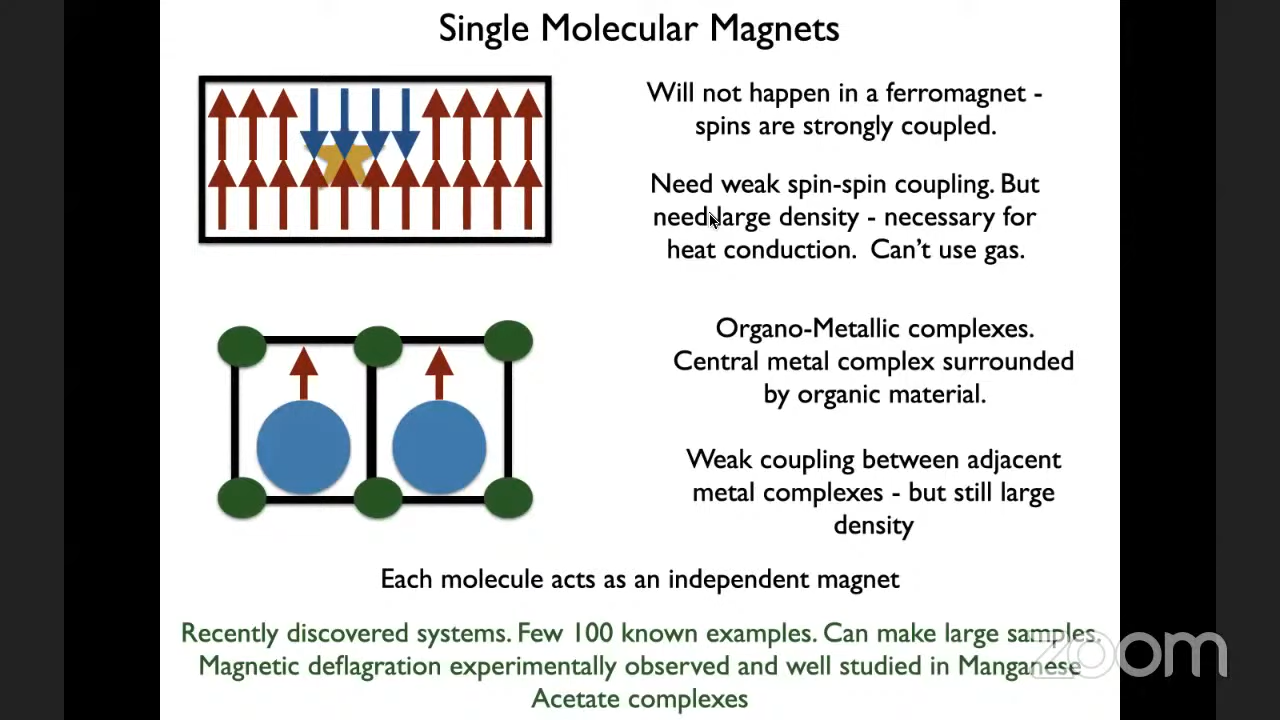 Single Molecular Magnets
Will not happen in a ferromagnet -
spins are strongly coupled.
Need weak spin-spin coupling. But
need large density - necessary for
heat conduction. Can't use gas.
Organo-Metallic complexes.
Central metal complex surrounded
by organic material.
Weak coupling between adjacent
metal complexes - but still large
density
Each molecule acts as an independent magnet
Recently discovered systems. Few 100 known examples. Can make large samples.
Magnetic deflagration experimentally observed and well studied in Manganese
Acetate complexes
zoom